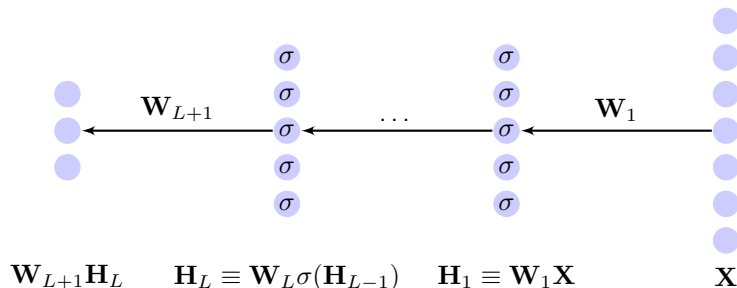 σ σ
σ σ
𝐖_{L+1} σ … σ 𝐖_1
σ σ
σ σ
𝐖_{L+1}𝐇_L 𝐇_L ≡ 𝐖_Lσ(𝐇_{L−1}) 𝐇_1 ≡ 𝐖_1𝐗 𝐗